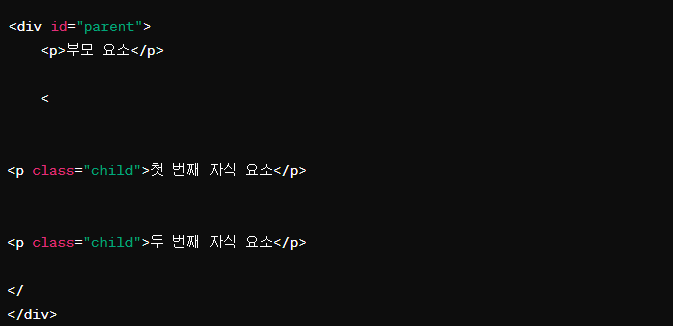 <div id="parent">
<p>부모 요소</p>
<
<p class="child">첫 번째 자식 요소</p>
<p class="child">두 번째 자식 요소</p>
</
</div>